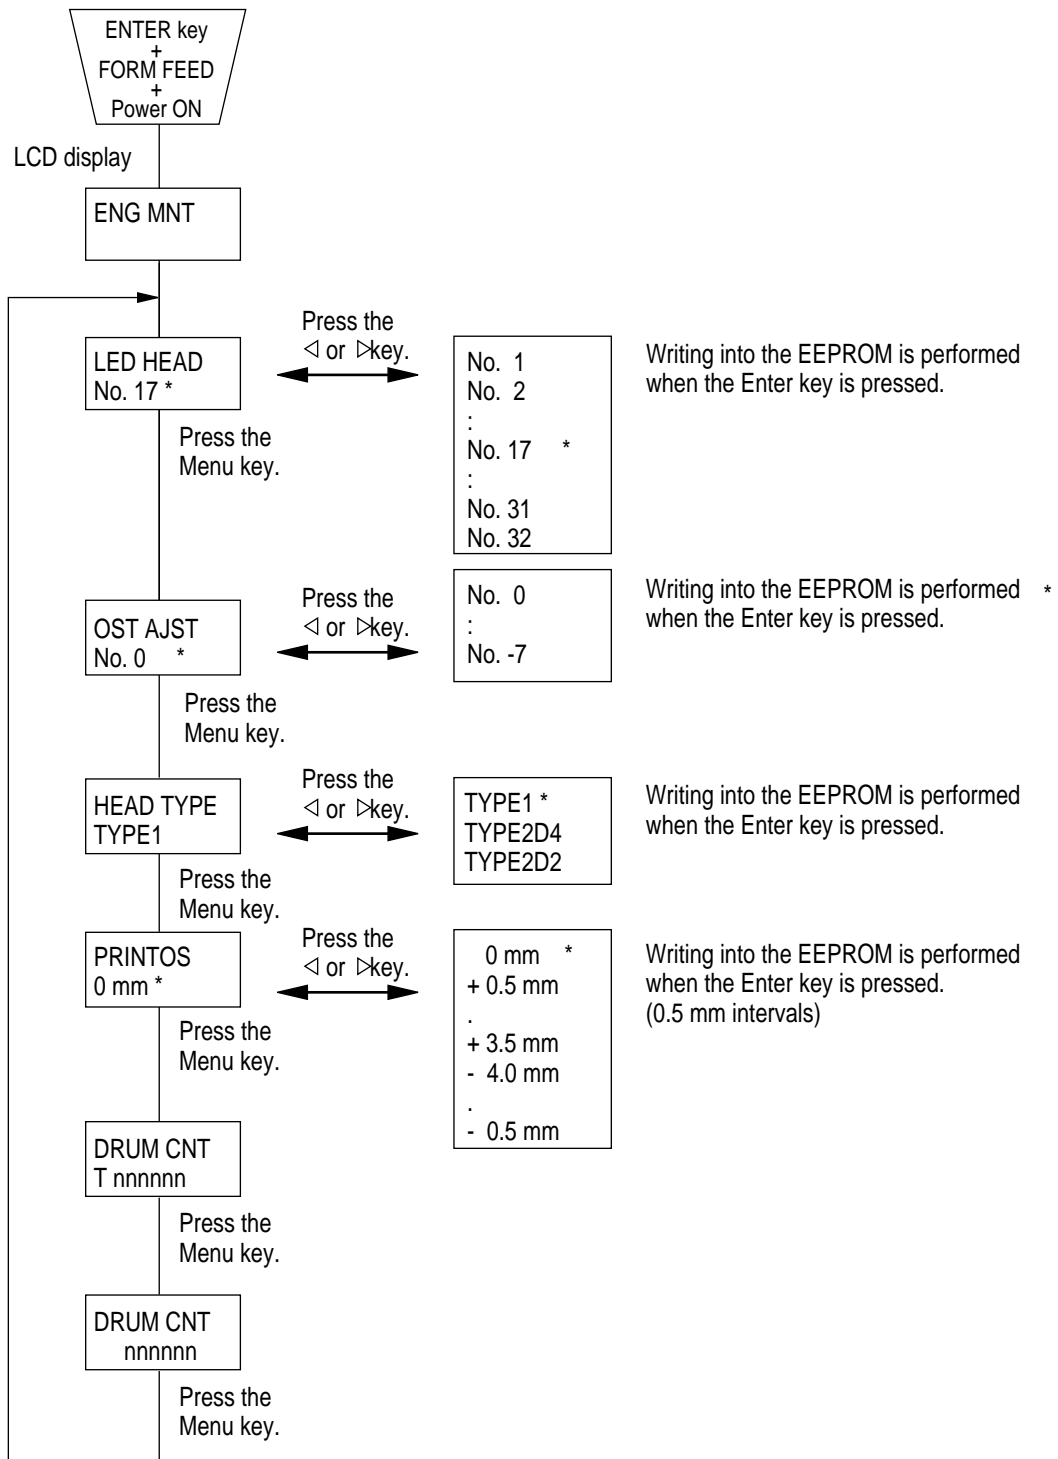 ENTER key
+
FORM FEED
+
Power ON
LCD display
ENG MNT
LED HEAD
No. 17 *
Press the
◁ or ▷key.
No. 1
No. 2
:
No. 17 *
:
No. 31
No. 32
Writing into the EEPROM is performed
when the Enter key is pressed.
Press the
Menu key.
OST AJST
No. 0 *
Press the
◁ or ▷key.
No. 0
:
No. -7
Writing into the EEPROM is performed *
when the Enter key is pressed.
Press the
Menu key.
HEAD TYPE
TYPE1
Press the
◁ or ▷key.
TYPE1 *
TYPE2D4
TYPE2D2
Writing into the EEPROM is performed
when the Enter key is pressed.
Press the
Menu key.
PRINTOS
0 mm *
Press the
◁ or ▷key.
0 mm *
+ 0.5 mm
.
+ 3.5 mm
- 4.0 mm
.
- 0.5 mm
Writing into the EEPROM is performed
when the Enter key is pressed.
(0.5 mm intervals)
Press the
Menu key.
DRUM CNT
T nnnnnn
Press the
Menu key.
DRUM CNT
nnnnnn
Press the
Menu key.